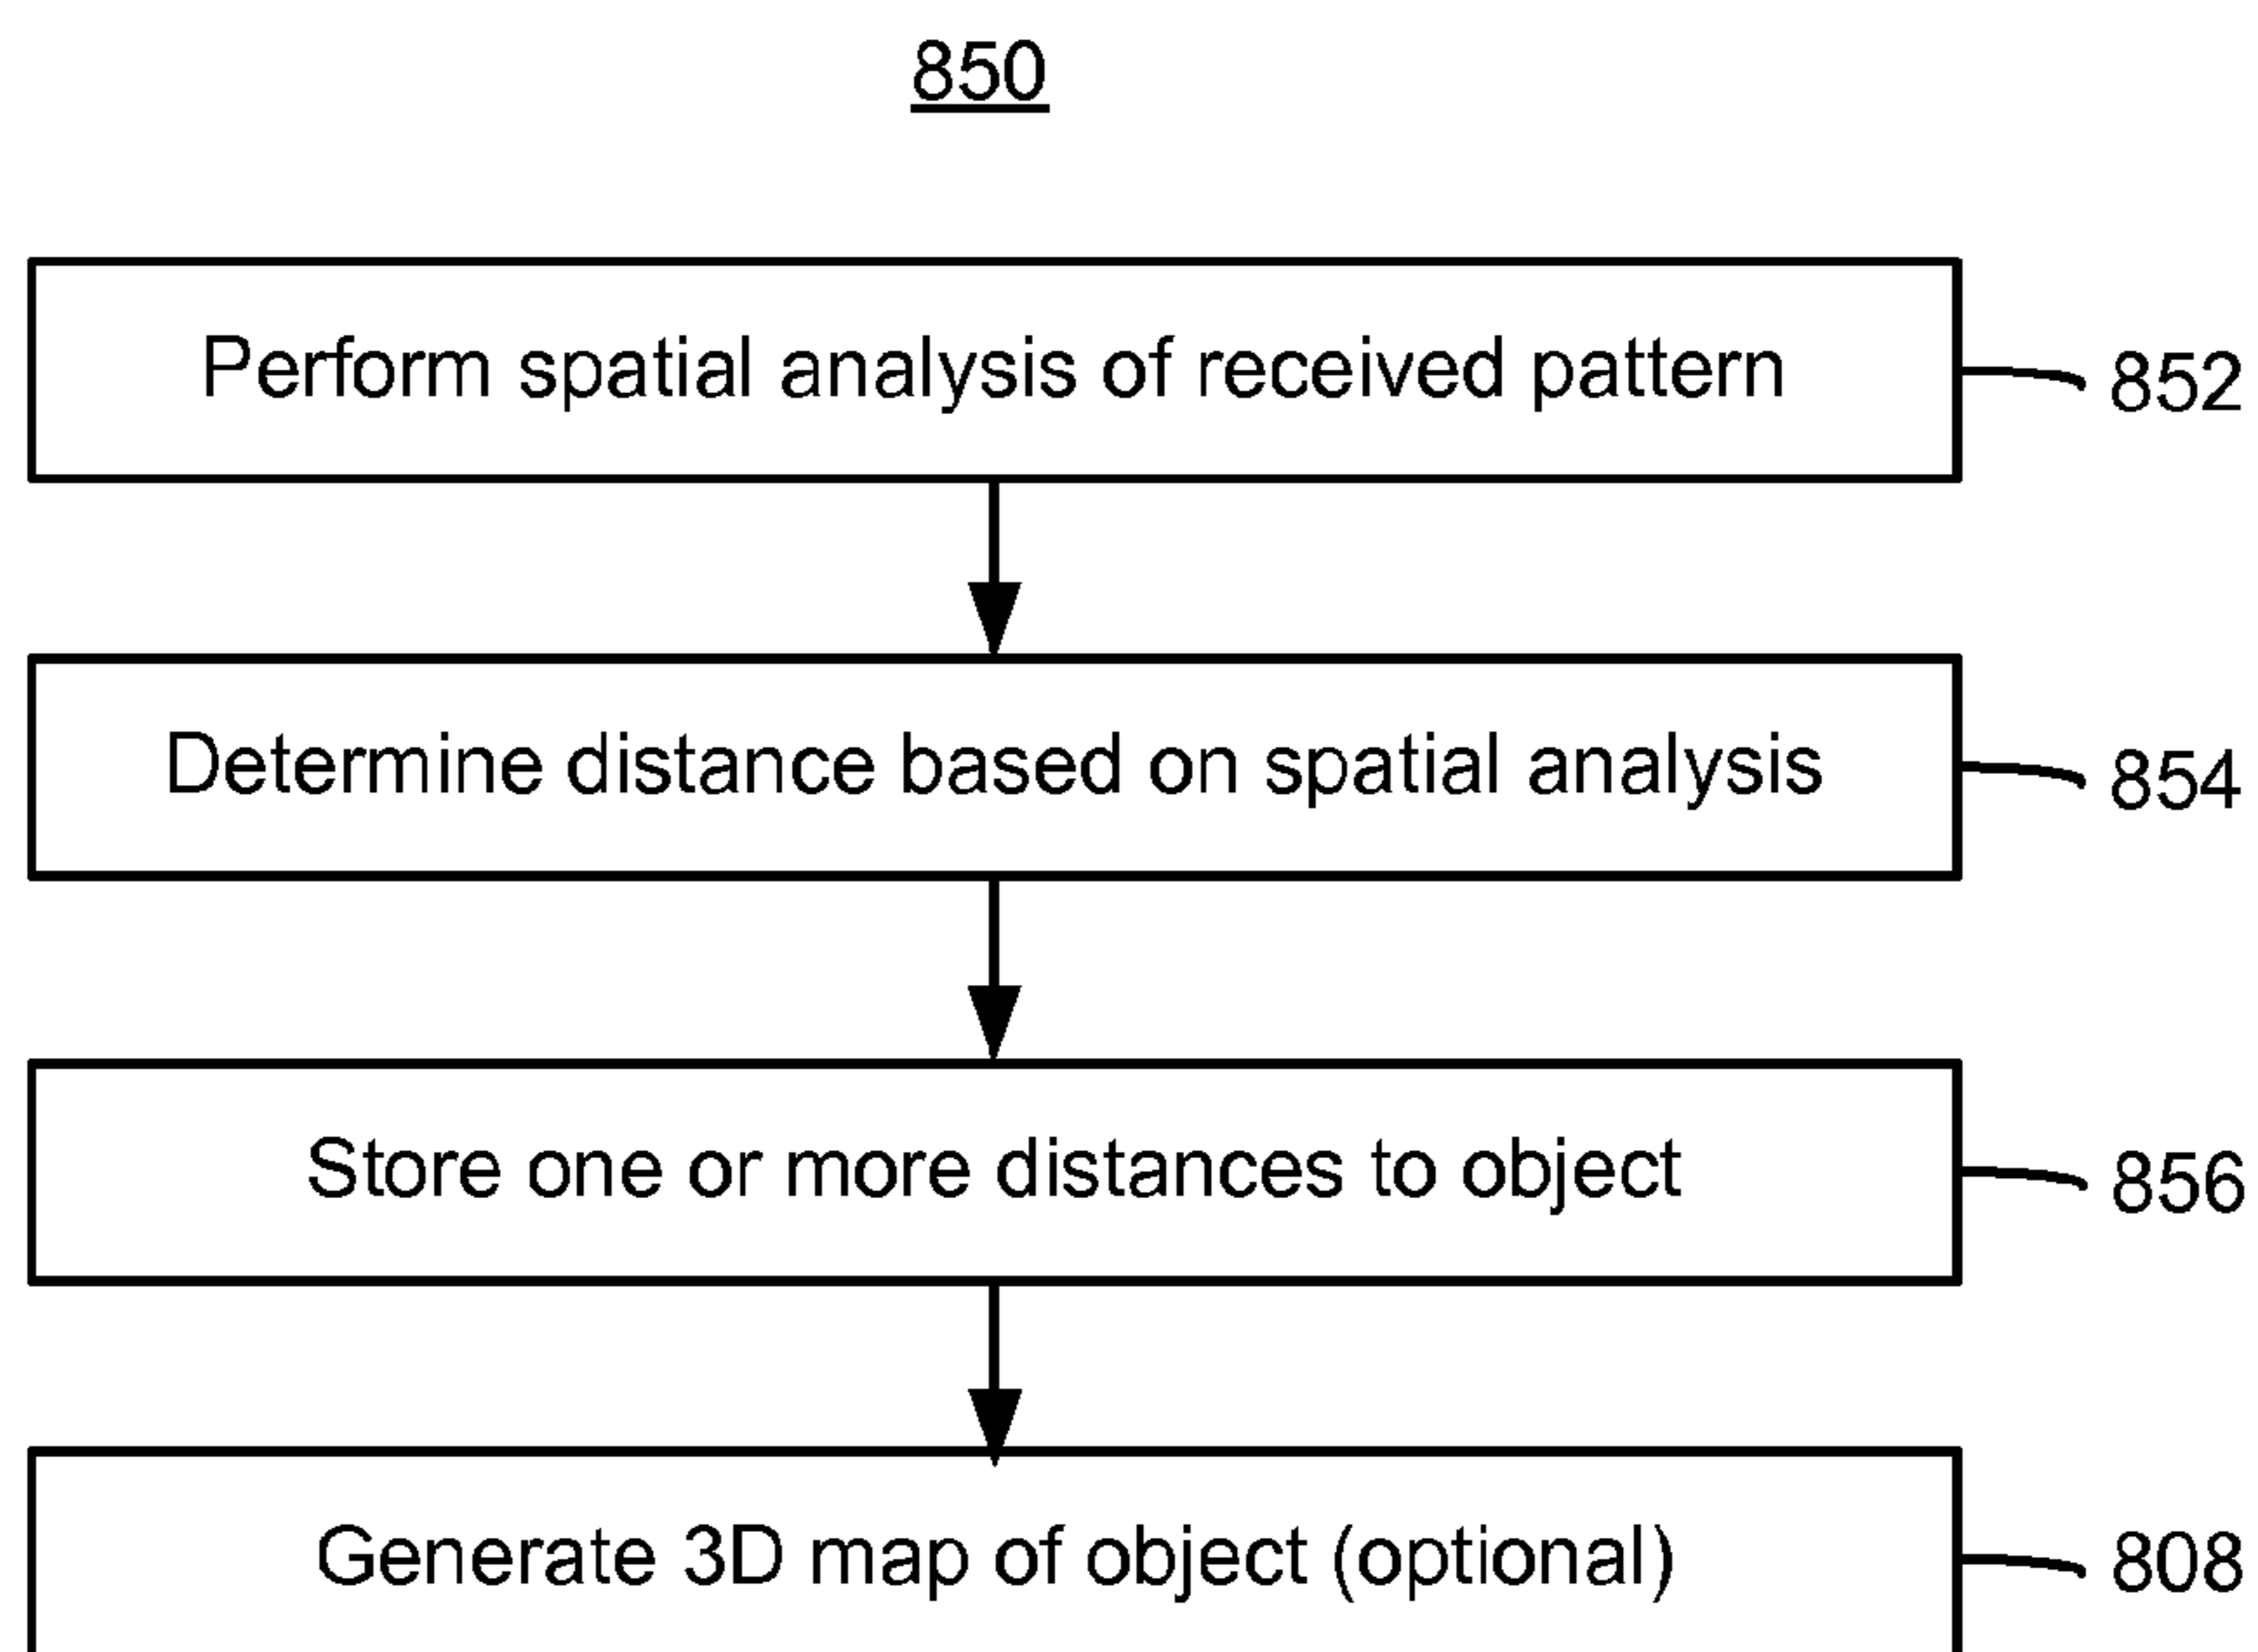 850
Perform spatial analysis of received pattern
852
Determine distance based on spatial analysis
854
Store one or more distances to object
856
Generate 3D map of object (optional)
808